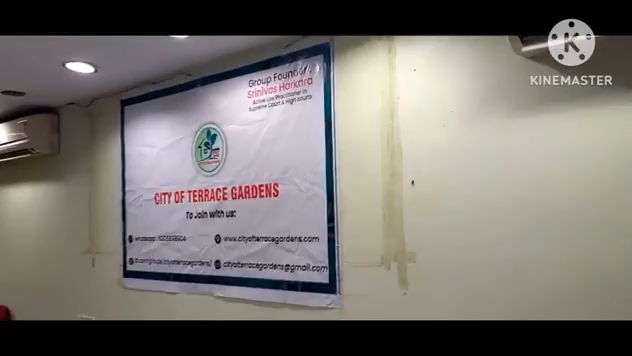 KINEMASTER
Group Founder:
Srinivas Harkara
Active Law Practitioner in
Supreme Court & High courts
CITY OF TERRACE GARDENS
To Join with us:
www.cityofterracegardens.com
cityofterracegardens@gmail.com